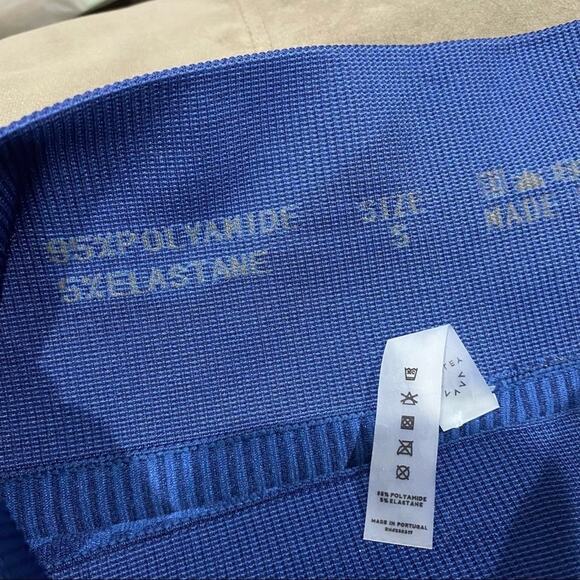 95%POLYAMIDE
5%ELASTANE
SIZE
S
MADE
95% POLYAMIDE
5%ELASTANE
MADE IN PORTUGAL